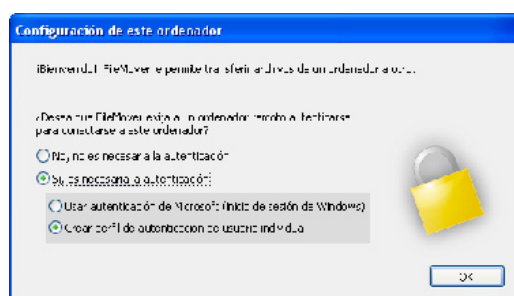 Configuración de este ordenador
¡Bienvenido! FileMover le permite transferir archivos de un ordenador a otro.
¿Desea que FileMover exija a un ordenador remoto autenticarse
para conectarse a este ordenador?
No, no es necesaria la autenticación
Sí, es necesaria la autenticación
Usar autenticación de Microsoft (inicio de sesión de Windows)
Crear perfil de autenticación de usuario individual
OK